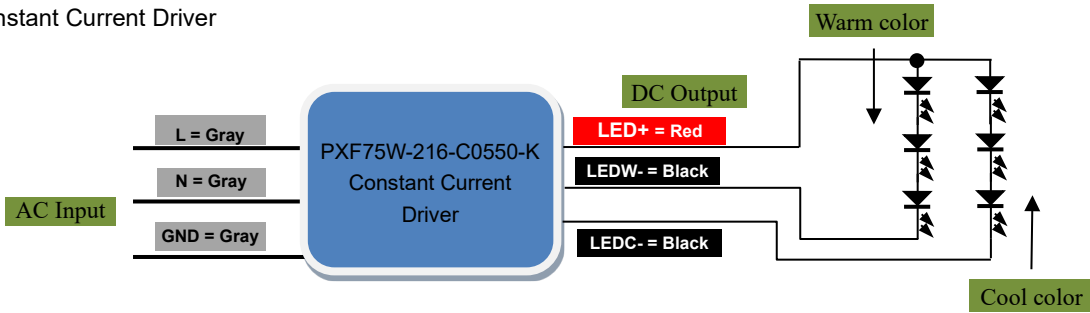 nstant Current Driver
Warm color
DC Output
L = Gray
LED+ = Red
PXF75W-216-C0550-K
Constant Current
Driver
LEDW- = Black
N = Gray
AC Input
GND = Gray
LEDC- = Black
Cool color